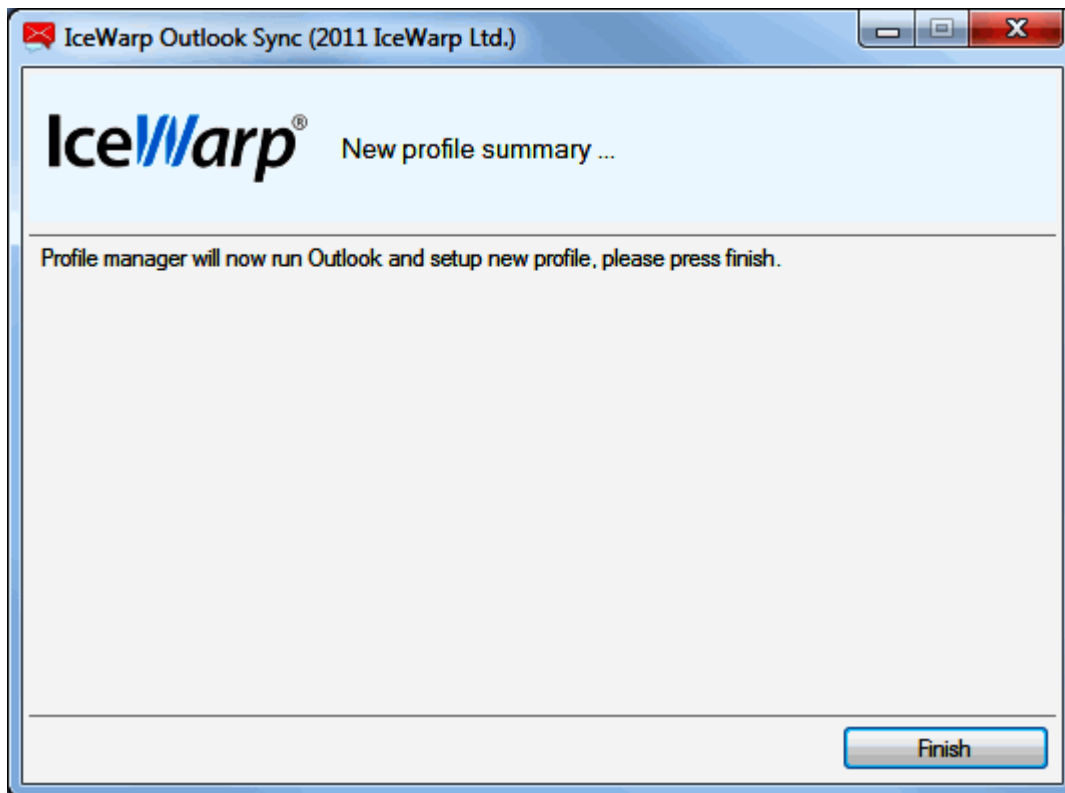 IceWarp Outlook Sync (2011 IceWarp Ltd.)
IceWarp®
New profile summary ...
Profile manager will now run Outlook and setup new profile, please press finish.
Finish